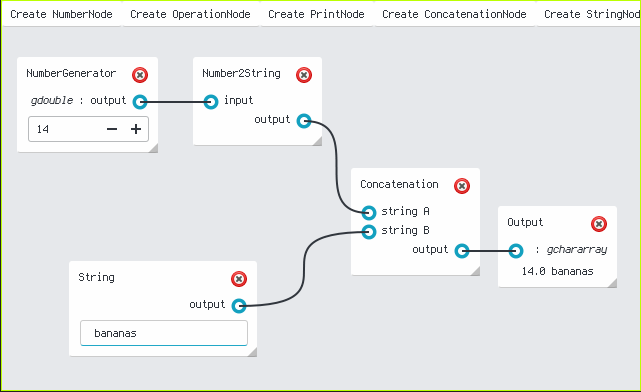 Create NumberNode Create OperationNode Create PrintNode Create ConcatenationNode Create StringNod
NumberGenerator
gdouble : output
14
Number2String
input
output
Concatenation
string A
string B
output
Output
: gchararray
14.0 bananas
String
output
bananas